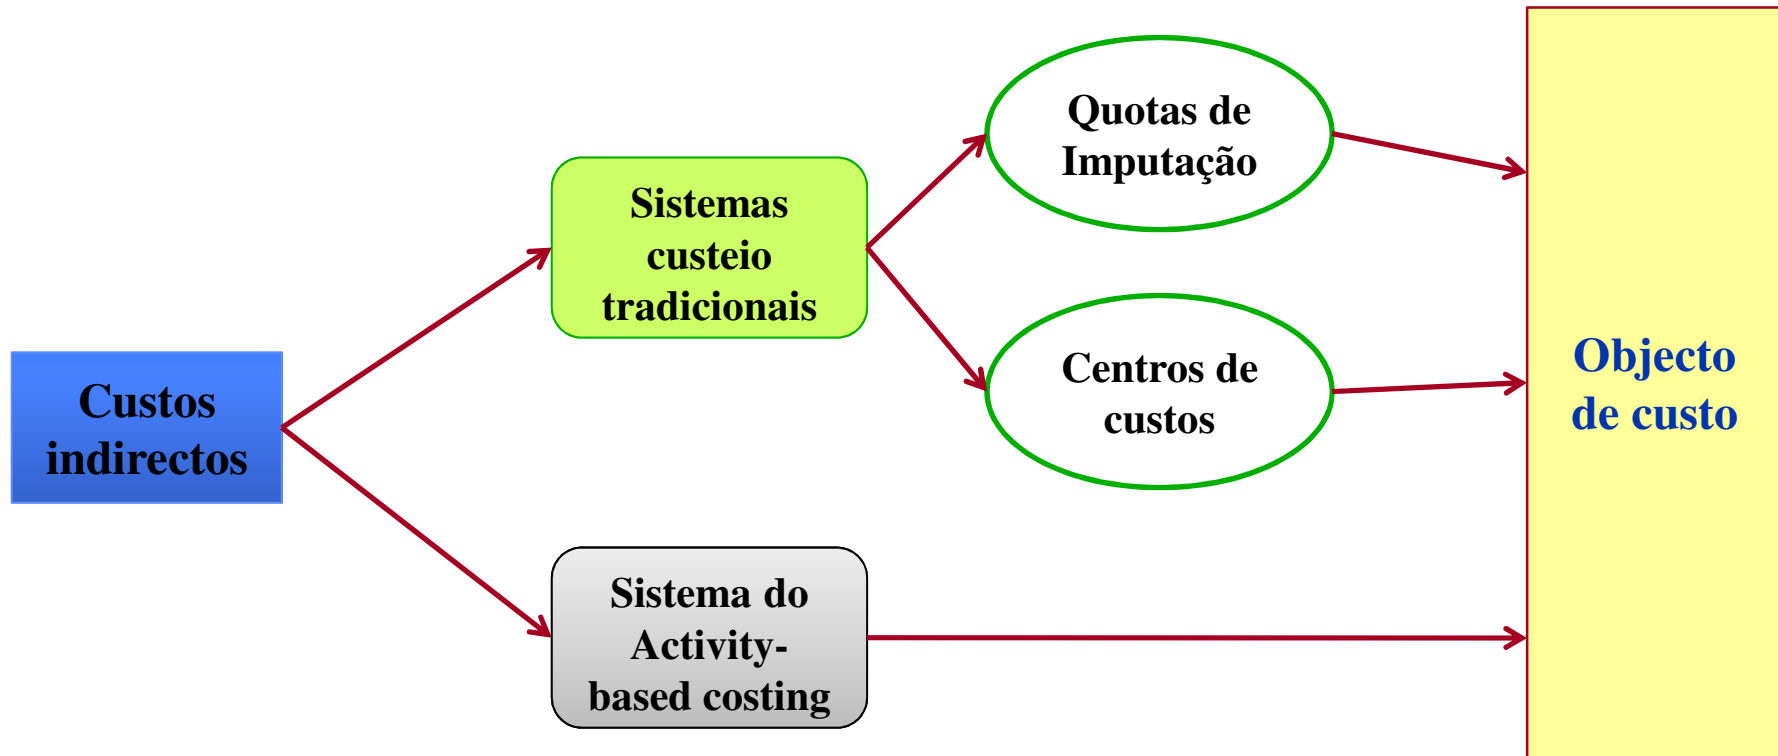 Custos
indirectos
Sistemas
custeio
tradicionais
Sistema do
Activity-
based costing
Quotas de
Imputação
Centros de
custos
Objecto
de custo